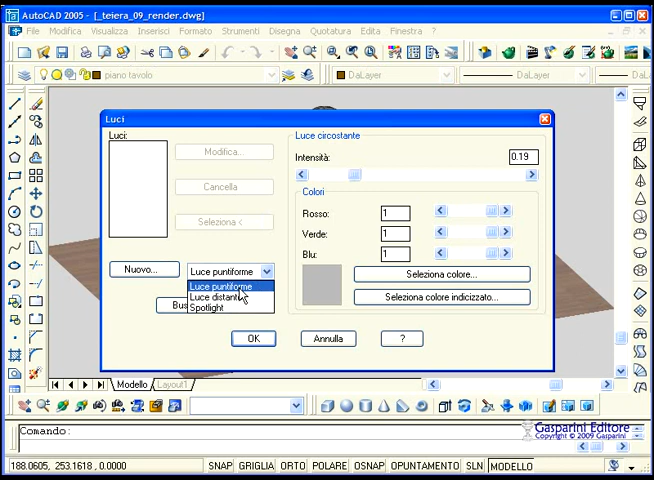 AutoCAD 2005 - [_teiera_09_render.dwg]
File Modifica Visualizza Inserisci Formato Strumenti Disegna Quotatura Edita Finestra ?
piano tavolo DaLayer DaLayer DaL
Luci
Luci:
Modifica...
Cancella
Seleziona <
Nuovo...
Luce puntiforme
Luce puntiforme
Luce distant
Spotlight
Bus
Luce circostante
Intensità:
0.19
Colori
Rosso:
1
Verde:
1
Blu:
1
Seleziona colore...
Seleziona colore indicizzato...
OK
Annulla
?
Modello Layout1
Comando:
Gasparini Editore
Copyright © 2009 Gasparini
188.0605, 253.1618 , 0.0000 SNAP GRIGLIA ORTO POLARE OSNAP OPUNTAMENTO SLN MODELLO